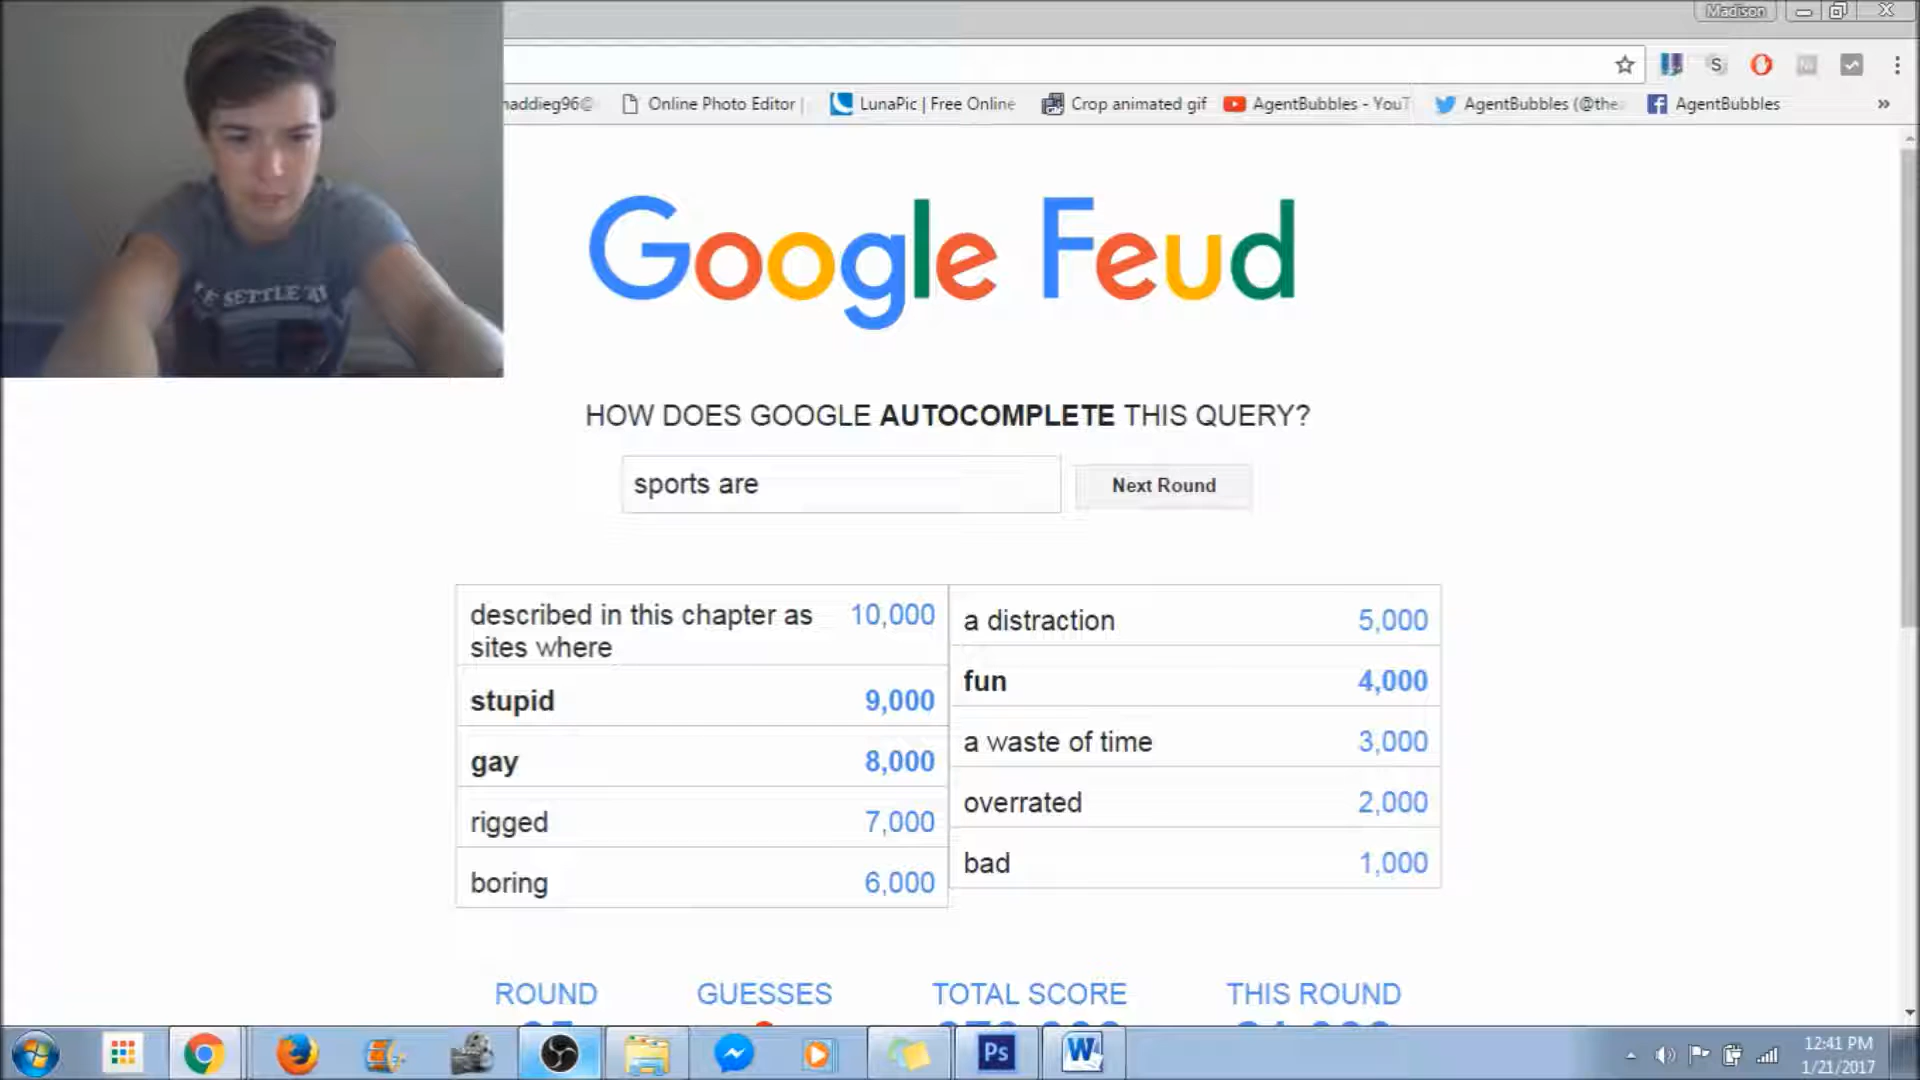 Madison
S
naddieg96@
Online Photo Editor |
LunaPic | Free Online
Crop animated gif
AgentBubbles - YouT
AgentBubbles (@the
AgentBubbles
»
SETTLE
Google Feud
HOW DOES GOOGLE AUTOCOMPLETE THIS QUERY?
sports are
Next Round
described in this chapter as
sites where
10,000
stupid 9,000
gay 8,000
rigged 7,000
boring 6,000
a distraction 5,000
fun 4,000
a waste of time 3,000
overrated 2,000
bad 1,000
ROUND
GUESSES
TOTAL SCORE
THIS ROUND
Ps
W
12:41 PM
1/21/2017